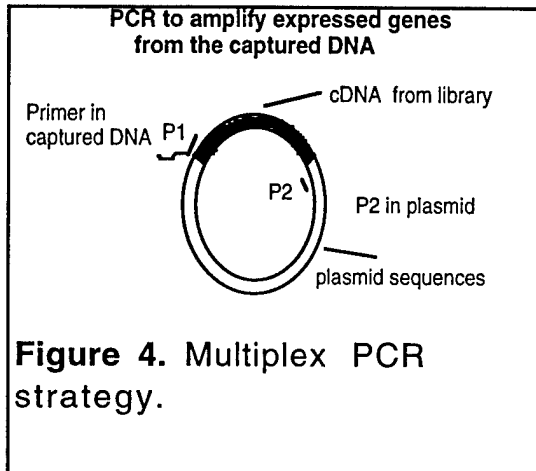 PCR to amplify expressed genes
from the captured DNA
cDNA from library
Primer in
captured DNA
P1
P2
P2 in plasmid
plasmid sequences
Figure 4. Multiplex PCR
strategy.